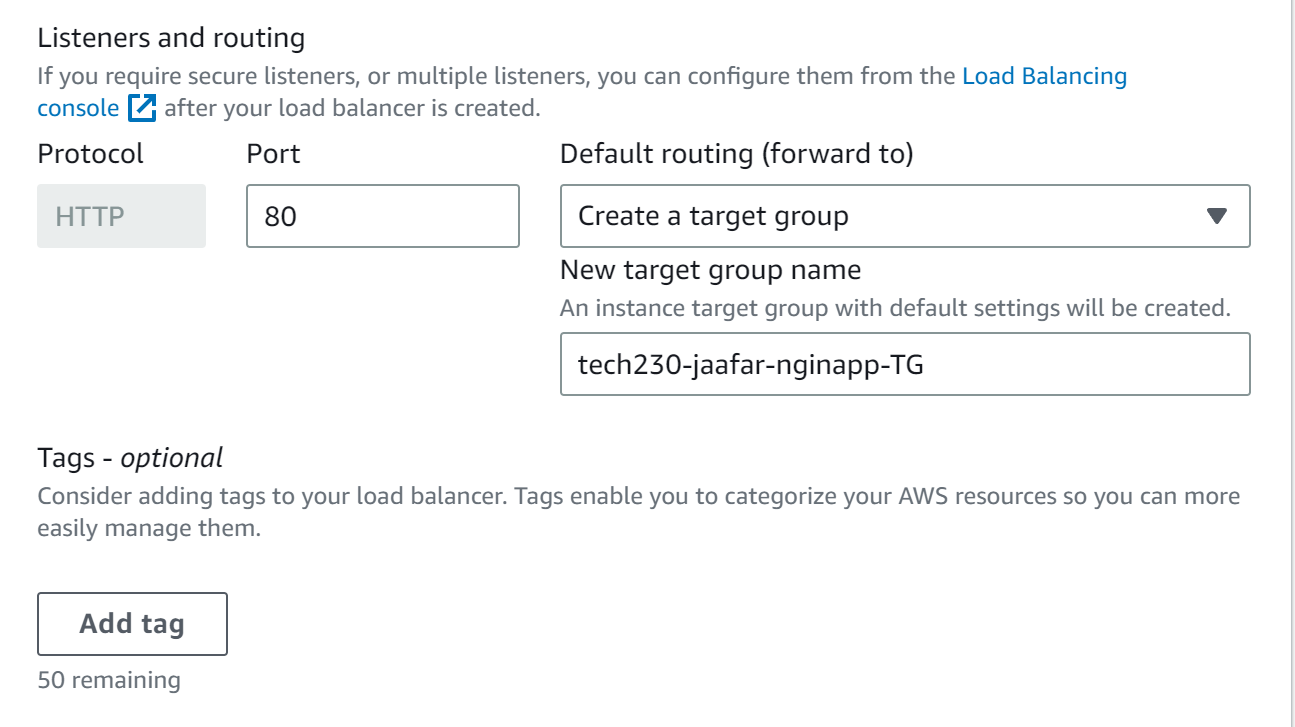 Listeners and routing
If you require secure listeners, or multiple listeners, you can configure them from the Load Balancing
console after your load balancer is created.
Protocol Port Default routing (forward to)
HTTP 80 Create a target group
New target group name
An instance target group with default settings will be created.
tech230-jaafar-nginapp-TG
Tags - optional
Consider adding tags to your load balancer. Tags enable you to categorize your AWS resources so you can more
easily manage them.
Add tag
50 remaining